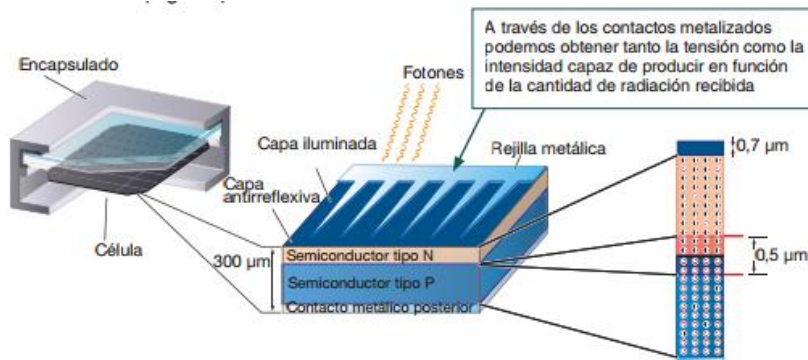 A través de los contactos metalizados
podemos obtener tanto la tensión como la
intensidad capaz de producir en función
de la cantidad de radiación recibida
Encapsulado
Fotones
Capa iluminada
Rejilla metálica
0,7 μm
Capa
antirreflexiva
Célula
300 μm
Semiconductor tipo N
Semiconductor tipo P
Contacto metálico posterior
0,5 μm